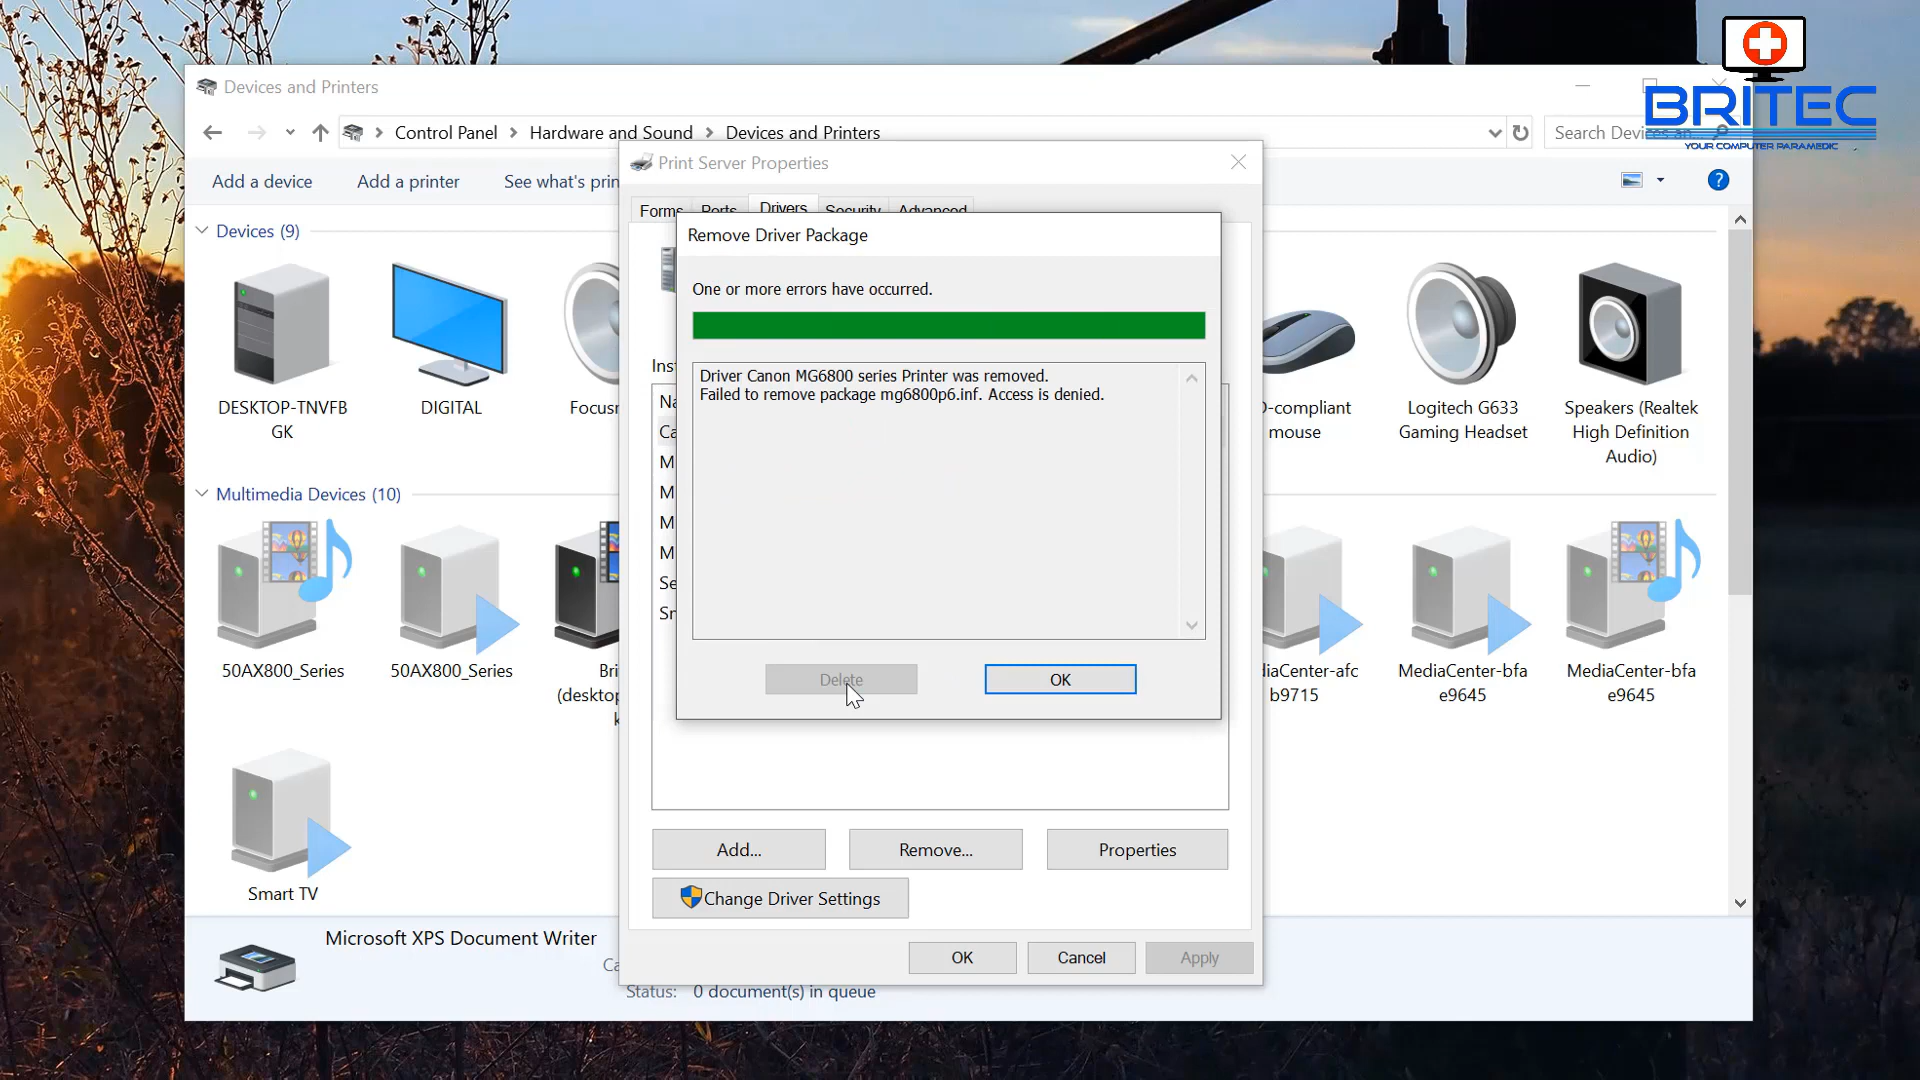 BRITEC
YOUR COMPUTER PARAMEDIC
Devices and Printers
Control Panel > Hardware and Sound > Devices and Printers
Search Devices an
Add a device Add a printer See what's prin
?
Print Server Properties
Forms Ports Drivers Security Advanced
Remove Driver Package
One or more errors have occurred.
Driver Canon MG6800 series Printer was removed.
Failed to remove package mg6800p6.inf. Access is denied.
Delete OK
Devices (9)
DESKTOP-TNVFB
GK
DIGITAL
Focusr
D-compliant
mouse
Logitech G633
Gaming Headset
Speakers (Realtek
High Definition
Audio)
Inst
Na
Ca
M
M
M
M
Se
Sn
Multimedia Devices (10)
50AX800_Series
50AX800_Series
Bri
(desktop
k
diaCenter-afc
b9715
MediaCenter-bfa
e9645
MediaCenter-bfa
e9645
Smart TV
Add... Remove... Properties
Change Driver Settings
OK Cancel Apply
Microsoft XPS Document Writer
Ca
Status: 0 document(s) in queue